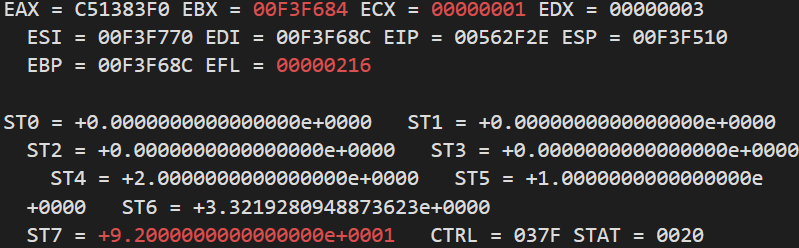 EAX = C51383F0 EBX = 00F3F684 ECX = 00000001 EDX = 00000003
ESI = 00F3F770 EDI = 00F3F68C EIP = 00562F2E ESP = 00F3F510
EBP = 00F3F68C EFL = 00000216
ST0 = +0.0000000000000000e+0000 ST1 = +0.0000000000000000e+0000
ST2 = +0.0000000000000000e+0000 ST3 = +0.0000000000000000e+0000
ST4 = +2.0000000000000000e+0000 ST5 = +1.0000000000000000e
+0000 ST6 = +3.3219280948873623e+0000
ST7 = +9.2000000000000000e+0001 CTRL = 037F STAT = 0020